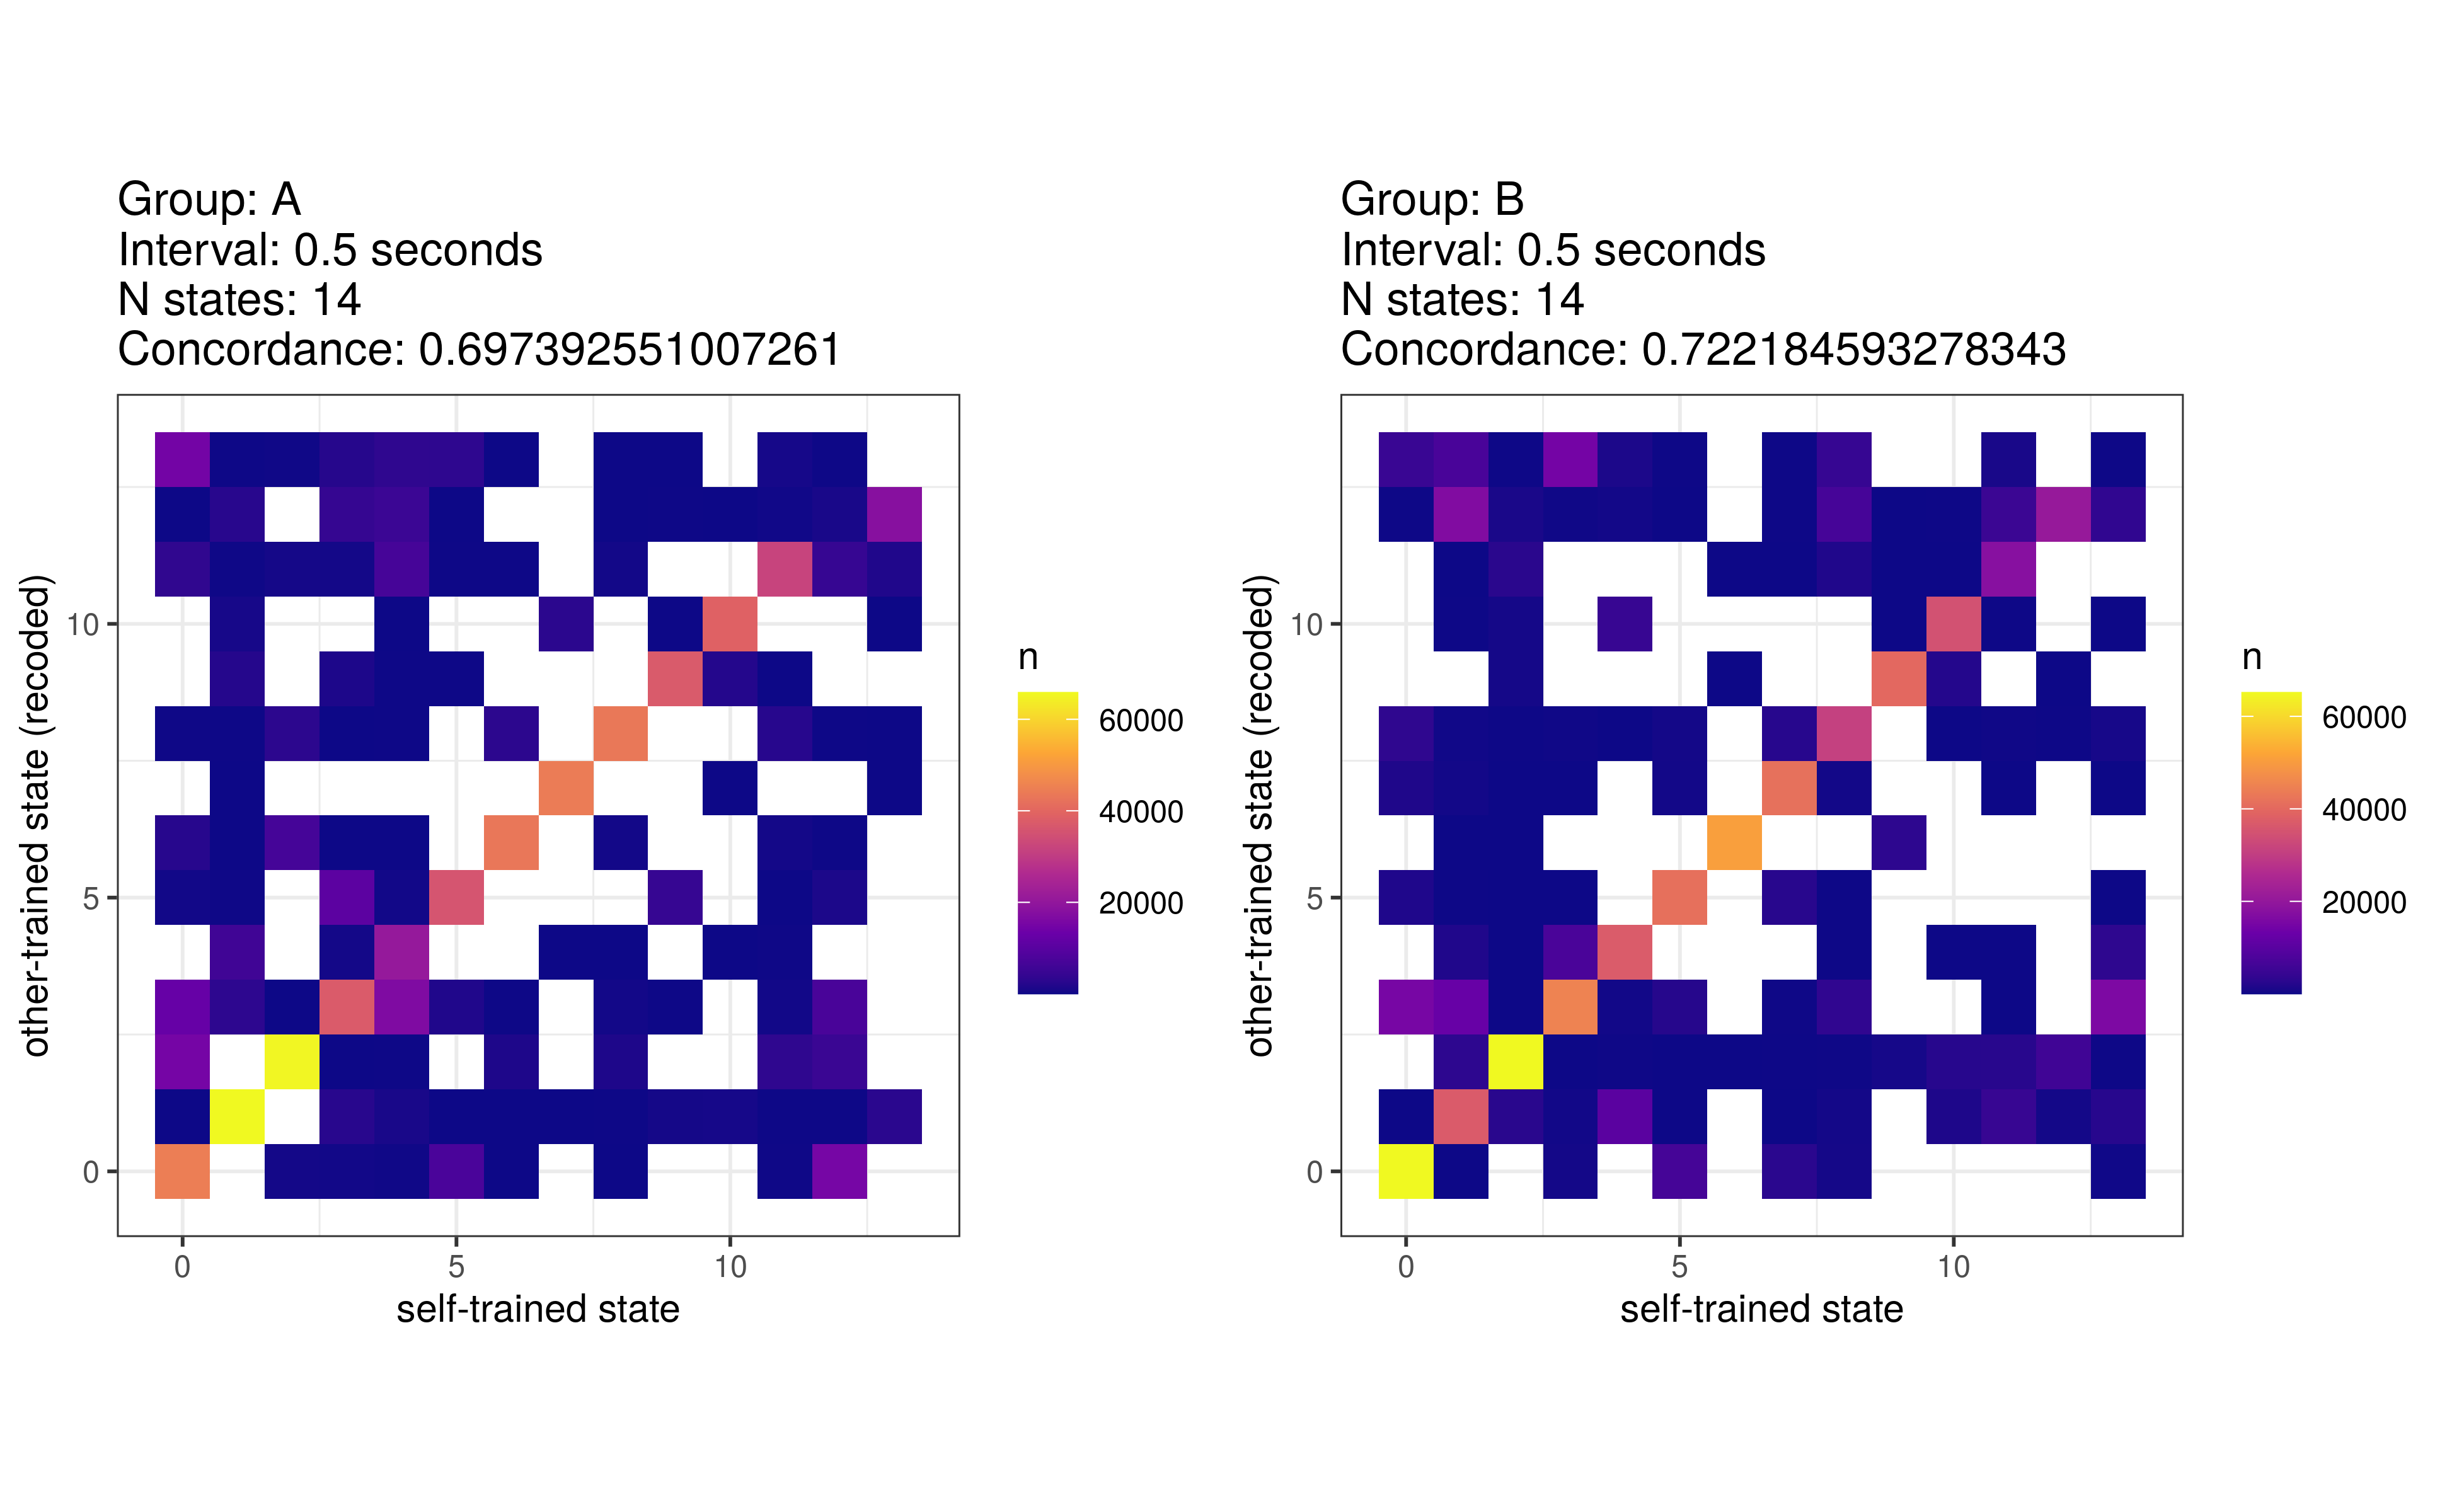 Group: A
Interval: 0.5 seconds
N states: 14
Concordance: 0.697392551007261
other-trained state (recoded)
10
5
0
0
5
10
self-trained state
n
60000
40000
20000
Group: B
Interval: 0.5 seconds
N states: 14
Concordance: 0.722184593278343
other-trained state (recoded)
10
5
0
0
5
10
self-trained state
n
60000
40000
20000